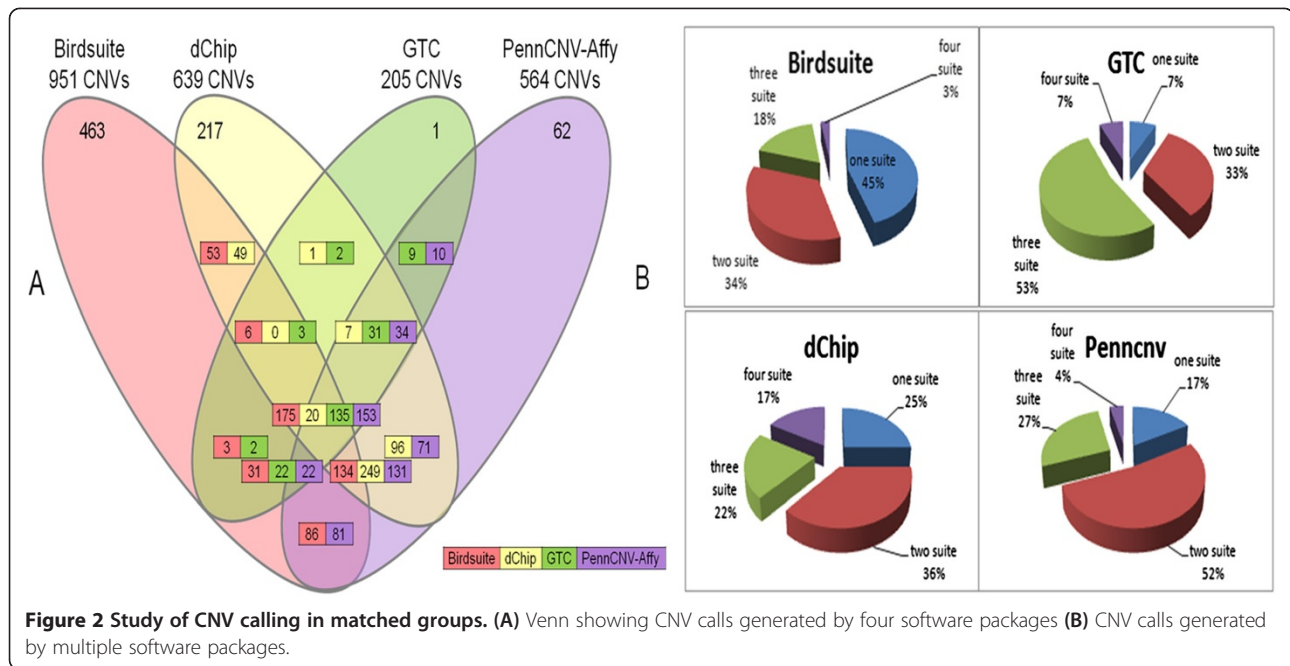 Birdsuite
951 CNVs
dChip
639 CNVs
GTC
205 CNVs
PennCNV-Affy
564 CNVs
463
217
1
62
53 49
1 2
9 10
6 0 3
7 31 34
175 20 135 153
3 2
96 71
31 22 22
134 249 131
86 81
Birdsuite dChip GTC PennCNV-Affy
A
B
Birdsuite
four
suite
3%
three
suite
18%
one suite
45%
two suite
34%
GTC
four suite
7%
one suite
7%
two suite
33%
three
suite
53%
dChip
four suite
17%
one suite
25%
three
suite
22%
two suite
36%
Penncnv
four
suite
4%
one suite
17%
three
suite
27%
two suite
52%
Figure 2 Study of CNV calling in matched groups. (A) Venn showing CNV calls generated by four software packages (B) CNV calls generated
by multiple software packages.